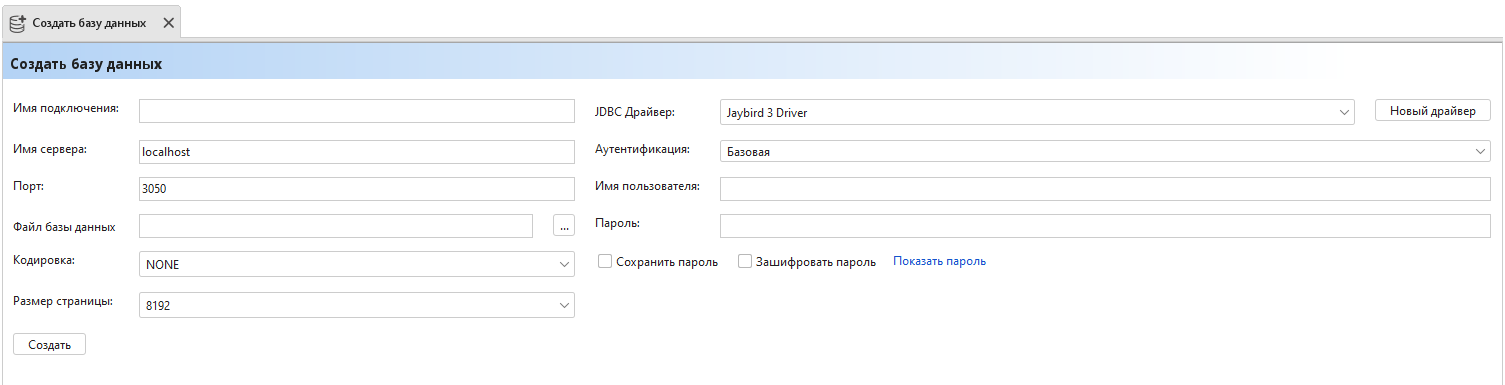 Создать базу данных
Создать базу данных
Имя подключения:
JDBC Драйвер:
Jaybird 3 Driver
Новый драйвер
Имя сервера:
localhost
Аутентификация:
Базовая
Порт:
3050
Имя пользователя:
Файл базы данных
...
Пароль:
Кодировка:
NONE
Сохранить пароль
Зашифровать пароль
Показать пароль
Размер страницы:
8192
Создать